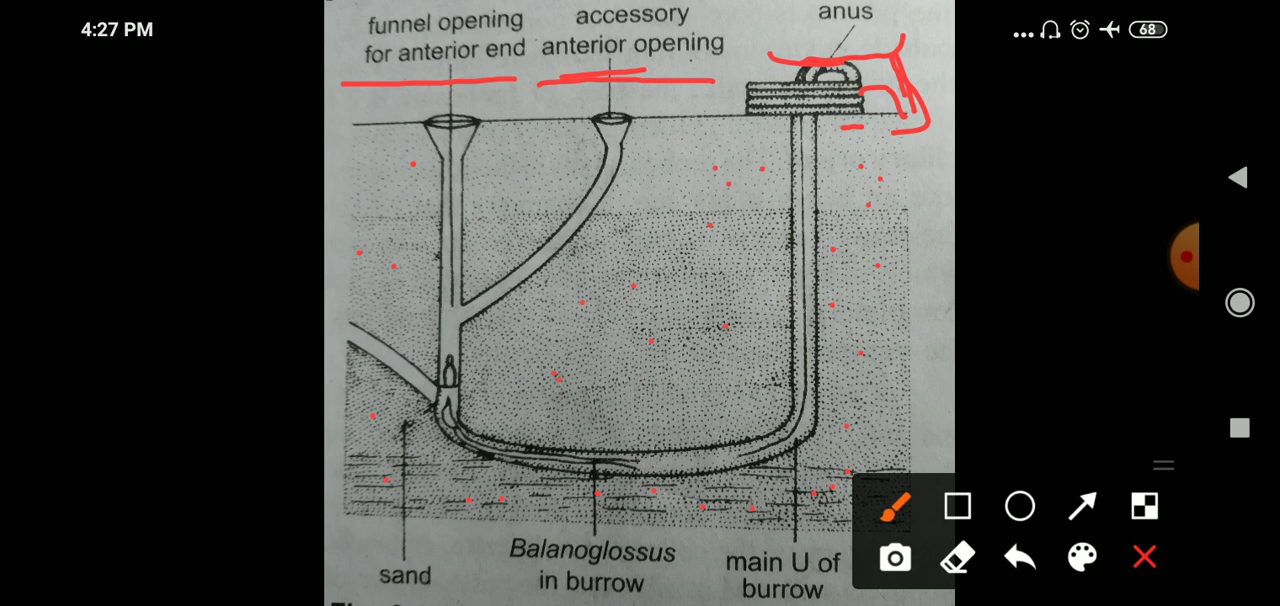 4:27 PM
68
funnel opening
for anterior end
accessory
anterior opening
anus
sand
Balanoglossus
in burrow
main U of
burrow